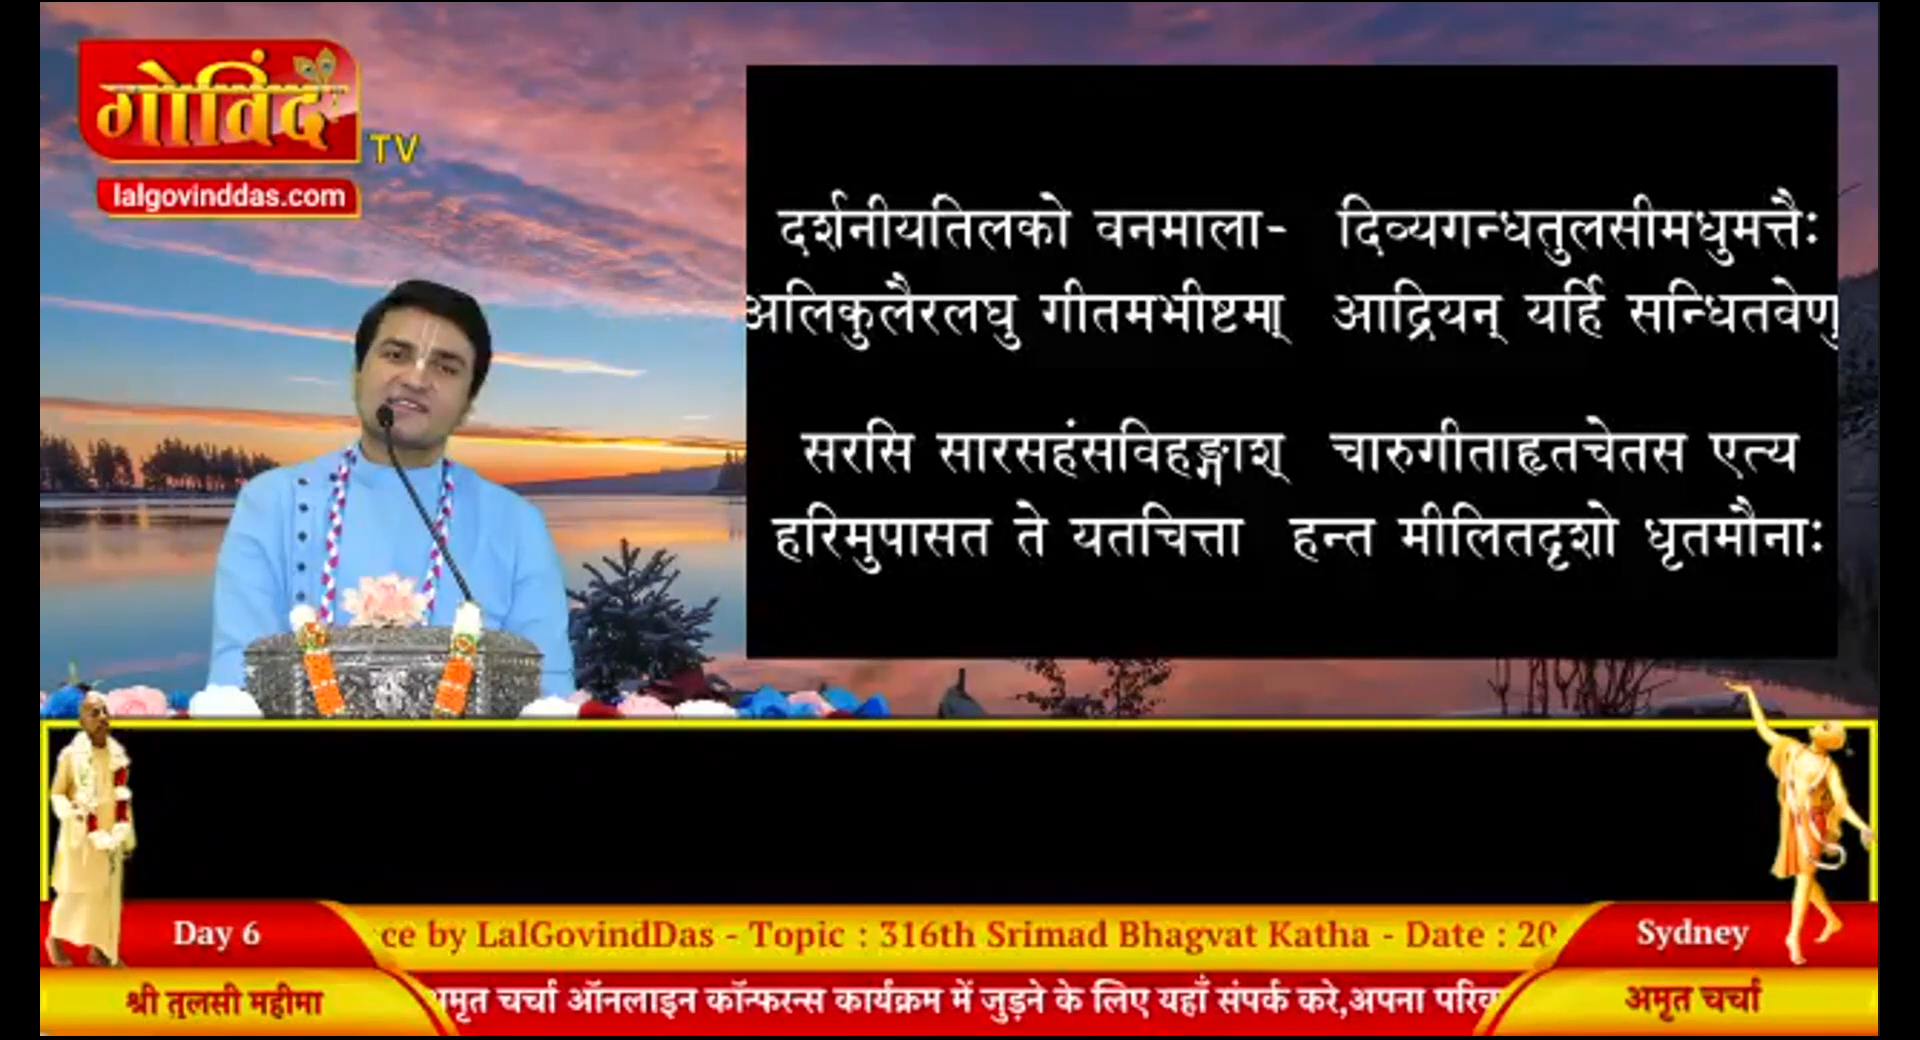 गोविंद
TV
lalgovinddas.com
दर्शनीयतिलको वनमाला- दिव्यगन्धतुलसीमधुमत्तैः
अलिकुलैरलघु गीतमभीष्टम् आद्रियन् यर्हि सन्धितवेणु
सरसि सारसहंसविहङ्गाश् चारुगीताहृतचेतस एत्य
हरिमुपासत ते यतचित्ता हन्त मीलितदृशो धृतमौनाः
Day 6 ce by LalGovindDas - Topic : 316th Srimad Bhagvat Katha - Date : 20 Sydney
श्री तुलसी महीमा मृत चर्चा ऑनलाइन कॉन्फरन्स कार्यक्रम में जुड़ने के लिए यहाँ संपर्क करे,अपना परिव अमृत चर्चा